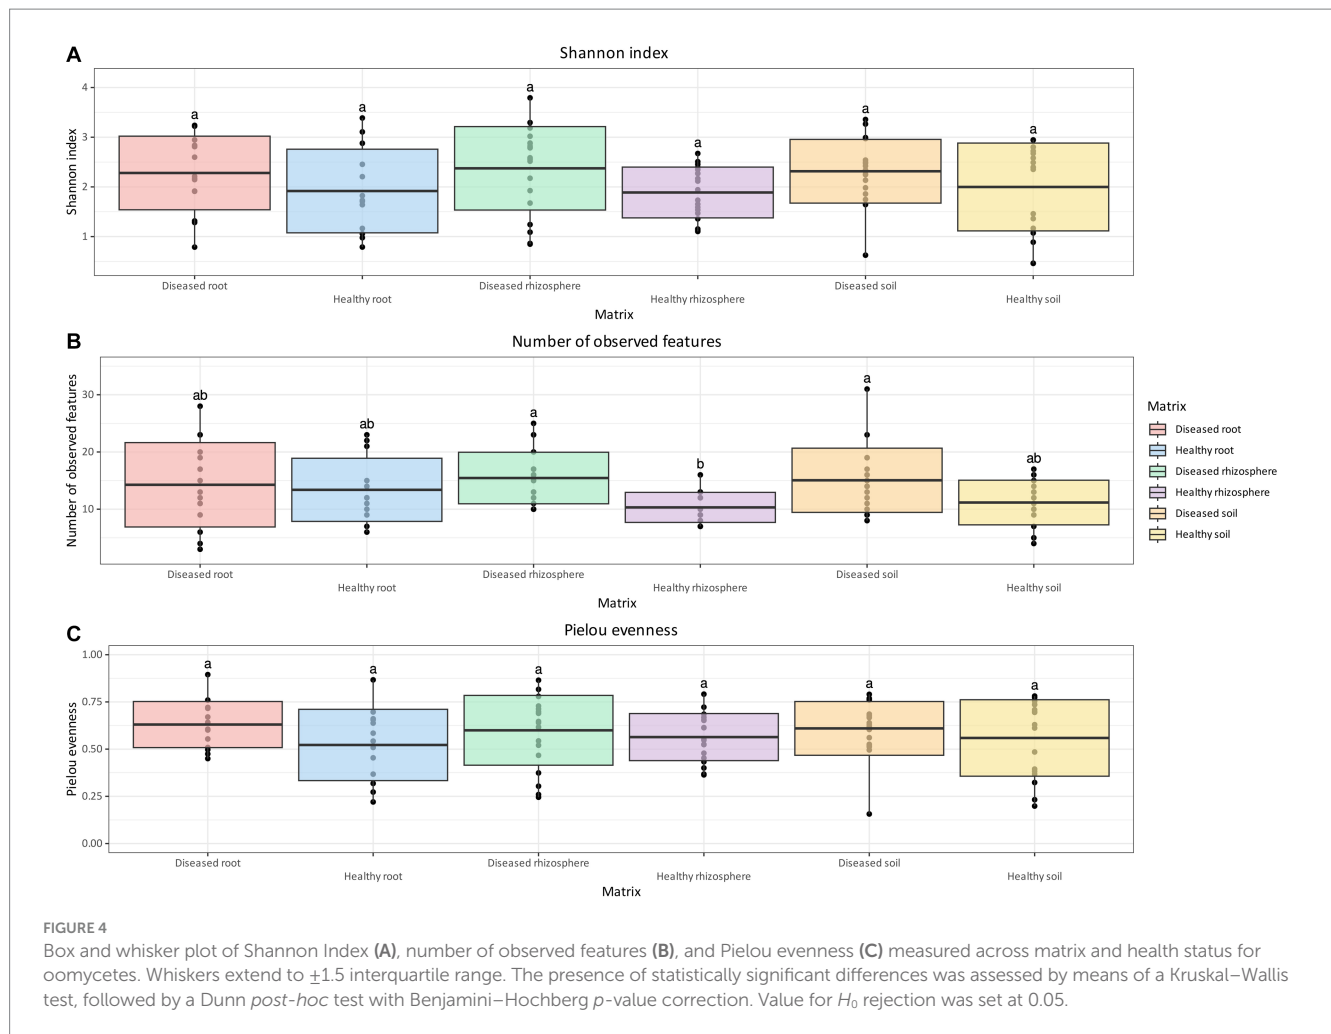 A
Shannon index
Shannon index
4
3
2
1
a
a
a
a
a
a
Diseased root
Healthy root
Diseased rhizosphere
Healthy rhizosphere
Diseased soil
Healthy soil
Matrix
B
Number of observed features
Number of observed features
30
20
10
ab
ab
a
b
a
ab
Diseased root
Healthy root
Diseased rhizosphere
Healthy rhizosphere
Diseased soil
Healthy soil
Matrix
Matrix
Diseased root
Healthy root
Diseased rhizosphere
Healthy rhizosphere
Diseased soil
Healthy soil
C
Pielou evenness
Pielou evenness
1.00
0.75
0.50
0.25
0.00
a
a
a
a
a
a
Diseased root
Healthy root
Diseased rhizosphere
Healthy rhizosphere
Diseased soil
Healthy soil
Matrix
FIGURE 4
Box and whisker plot of Shannon Index (A), number of observed features (B), and Pielou evenness (C) measured across matrix and health status for
oomycetes. Whiskers extend to ±1.5 interquartile range. The presence of statistically significant differences was assessed by means of a Kruskal–Wallis
test, followed by a Dunn post-hoc test with Benjamini–Hochberg p-value correction. Value for H₀ rejection was set at 0.05.